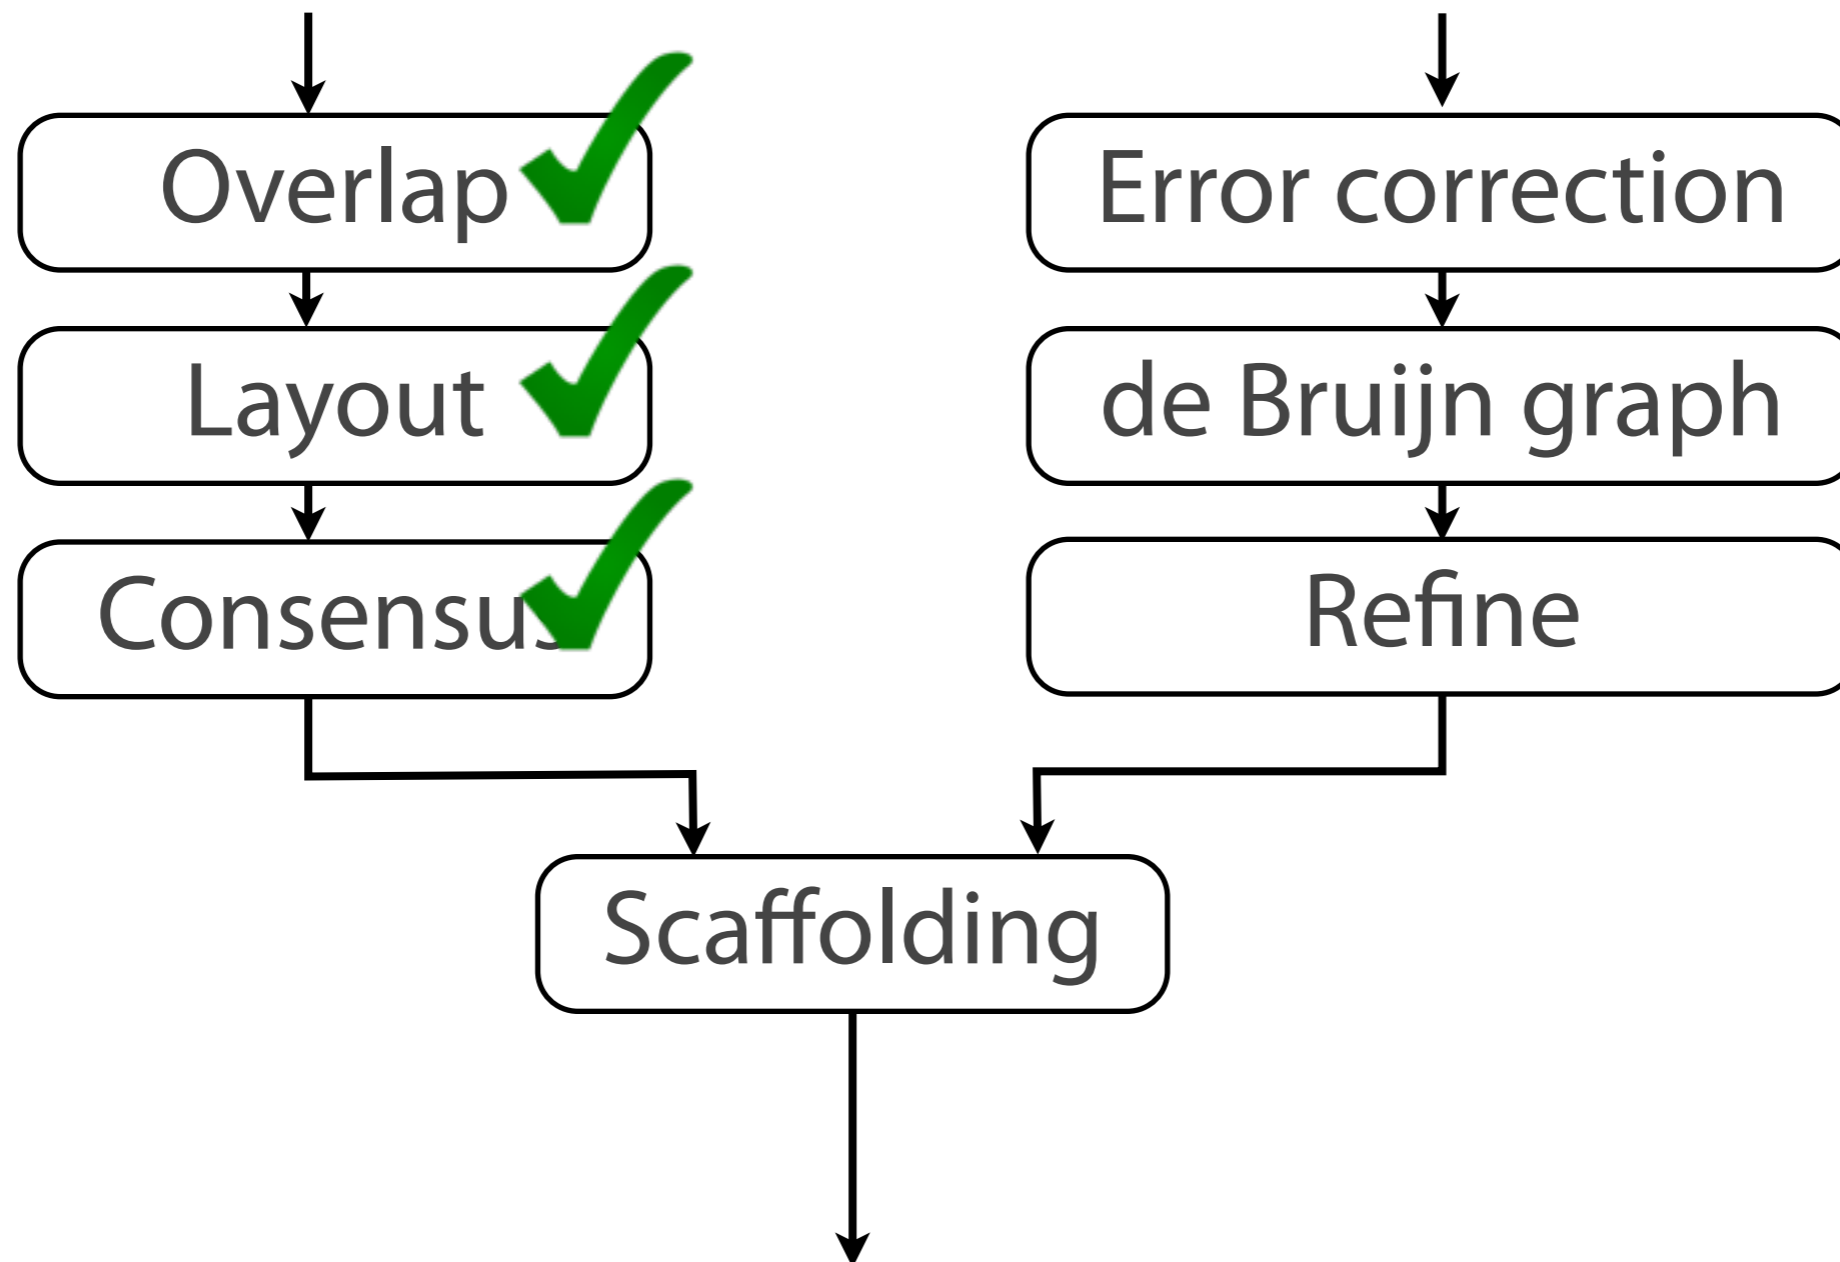 Overlap
Layout
Consensus
Error correction
de Bruijn graph
Refine
Scaffolding